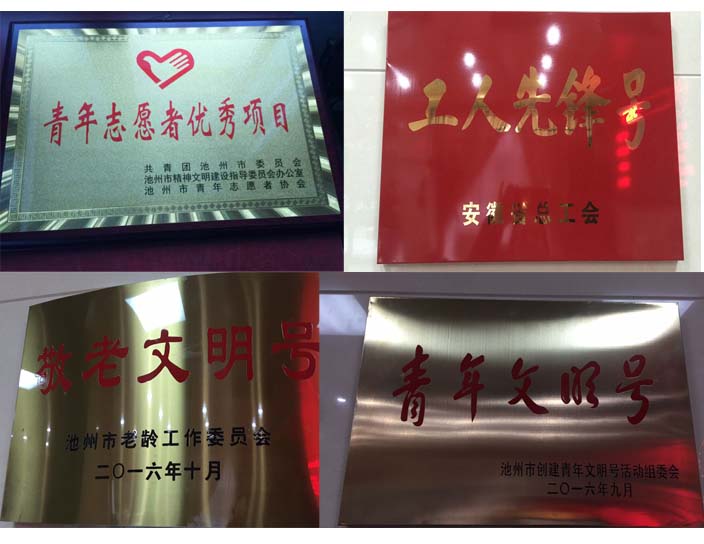 青年志愿者优秀项目
共青团池州市委员会
池州市精神文明建设指导委员会办公室
池州市青年志愿者协会
工人先锋号
安徽省总工会
敬老文明号
池州市老龄工作委员会
二〇一六年十月
青年文明号
池州市创建青年文明号活动组委会
二〇一六年九月